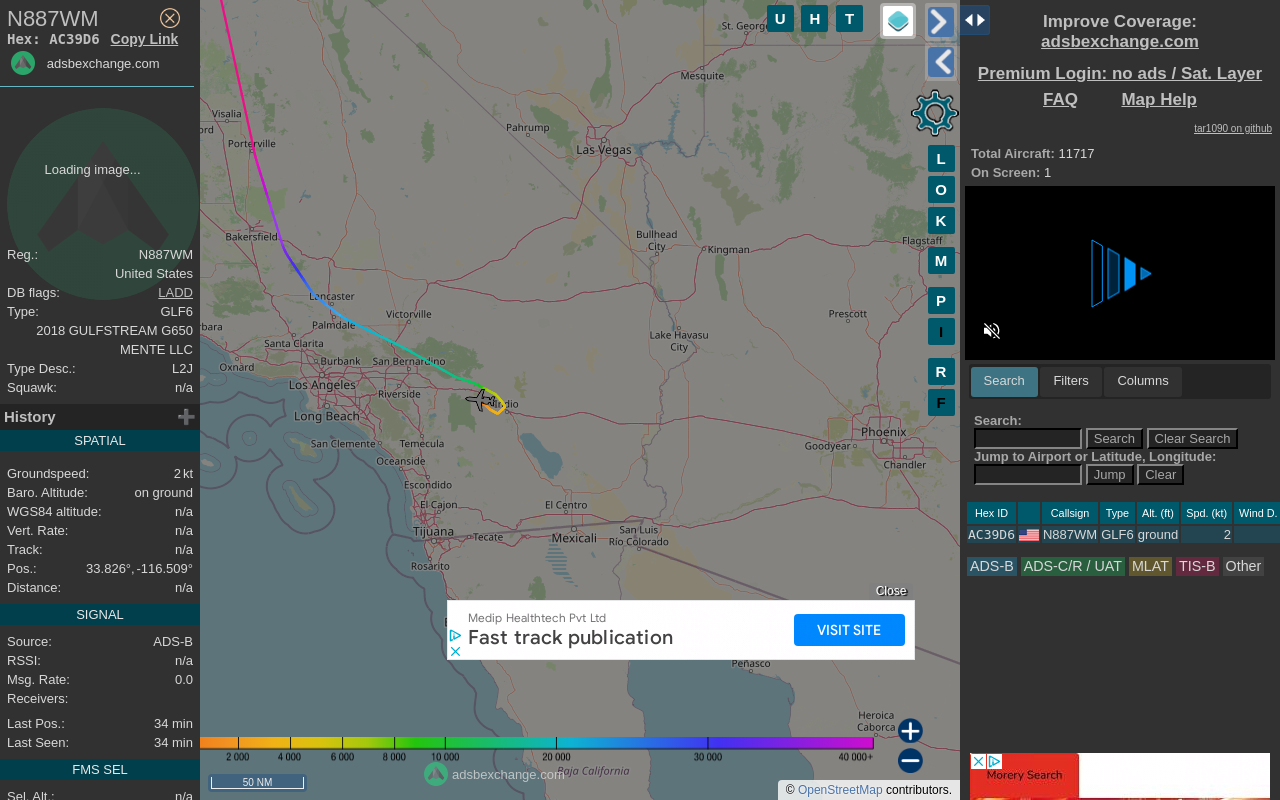 N887WM
Hex: AC39D6 Copy Link
adsbexchange.com
Loading image...
Reg.: N887WM
United States
DB flags: LADD
Type: GLF6
2018 GULFSTREAM G650
MENTE LLC
Type Desc.: L2J
Squawk: n/a
History
SPATIAL
Groundspeed: 2 kt
Baro. Altitude: on ground
WGS84 altitude: n/a
Vert. Rate: n/a
Track: n/a
Pos.: 33.826°, -116.509°
Distance: n/a
SIGNAL
Source: ADS-B
RSSI: n/a
Msg. Rate: 0.0
Receivers:
Last Pos.: 34 min
Last Seen: 34 min
FMS SEL
Sel. Alt.: n/a
U H T
St. George
Mesquite
Visalia
Porterville
Pahrump
Las Vegas
Bakersfield
Bullhead City
Kingman
Flagstaff
Lancaster
Palmdale
Victorville
Prescott
Santa Clarita
Lake Havasu City
Oxnard
Burbank
San Bernardino
Los Angeles
Riverside
Long Beach
Indio
Phoenix
San Clemente
Temecula
Goodyear
Oceanside
Chandler
Escondido
El Cajon
El Centro
Tijuana
Tecate
Mexicali
San Luis Río Colorado
Rosarito
Peñasco
Heroica Caborca
Baja California
L
O
K
M
P
I
R
F
Close
Medip Healthtech Pvt Ltd
Fast track publication
VISIT SITE
2 000 4 000 6 000 8 000 10 000 20 000 30 000 40 000+
adsbexchange.com
50 NM
© OpenStreetMap contributors.
Improve Coverage:
adsbexchange.com
Premium Login: no ads / Sat. Layer
FAQ Map Help
tar1090 on github
Total Aircraft: 11717
On Screen: 1
Search Filters Columns
Search:
Search Clear Search
Jump to Airport or Latitude, Longitude:
Jump Clear
Hex ID Callsign Type Alt. (ft) Spd. (kt) Wind D.
AC39D6 N887WM GLF6 ground 2
ADS-B ADS-C/R / UAT MLAT TIS-B Other
Morery Search